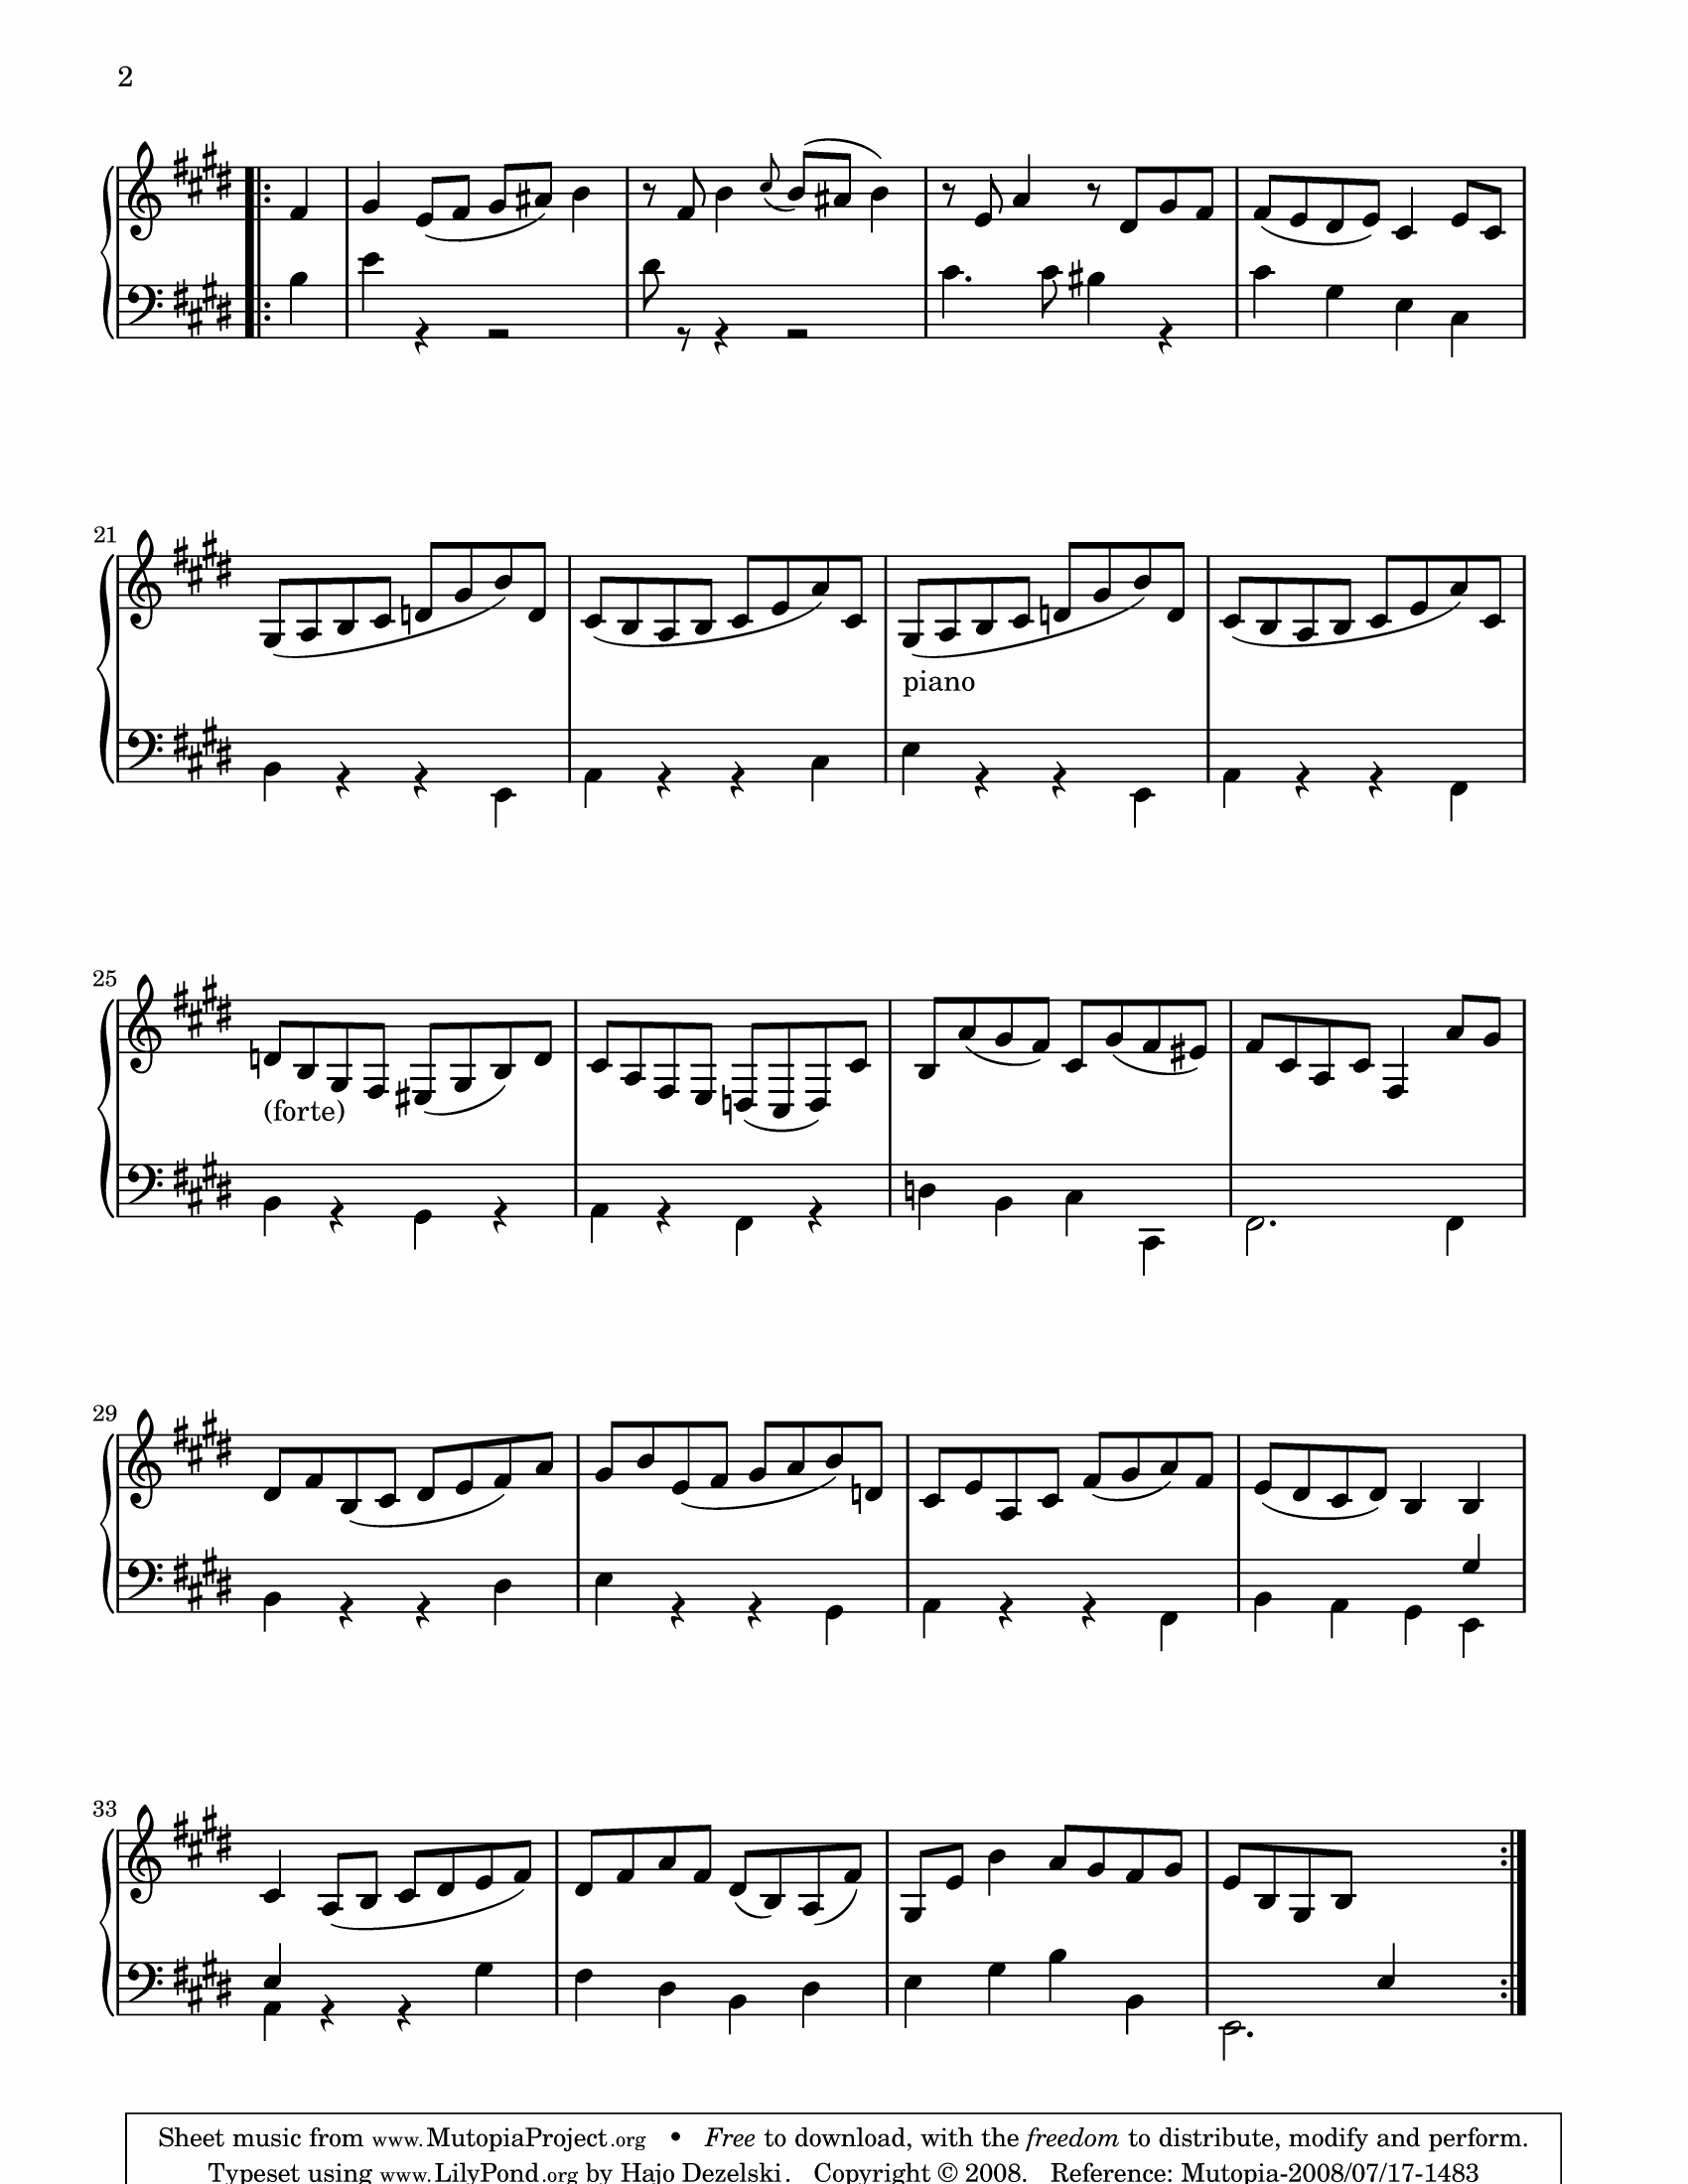 2
21
piano
25
(forte)
29
33
Sheet music from www.MutopiaProject.org • Free to download, with the freedom to distribute, modify and perform.
Typeset using www.LilyPond.org by Hajo Dezelski. Copyright © 2008. Reference: Mutopia-2008/07/17-1483